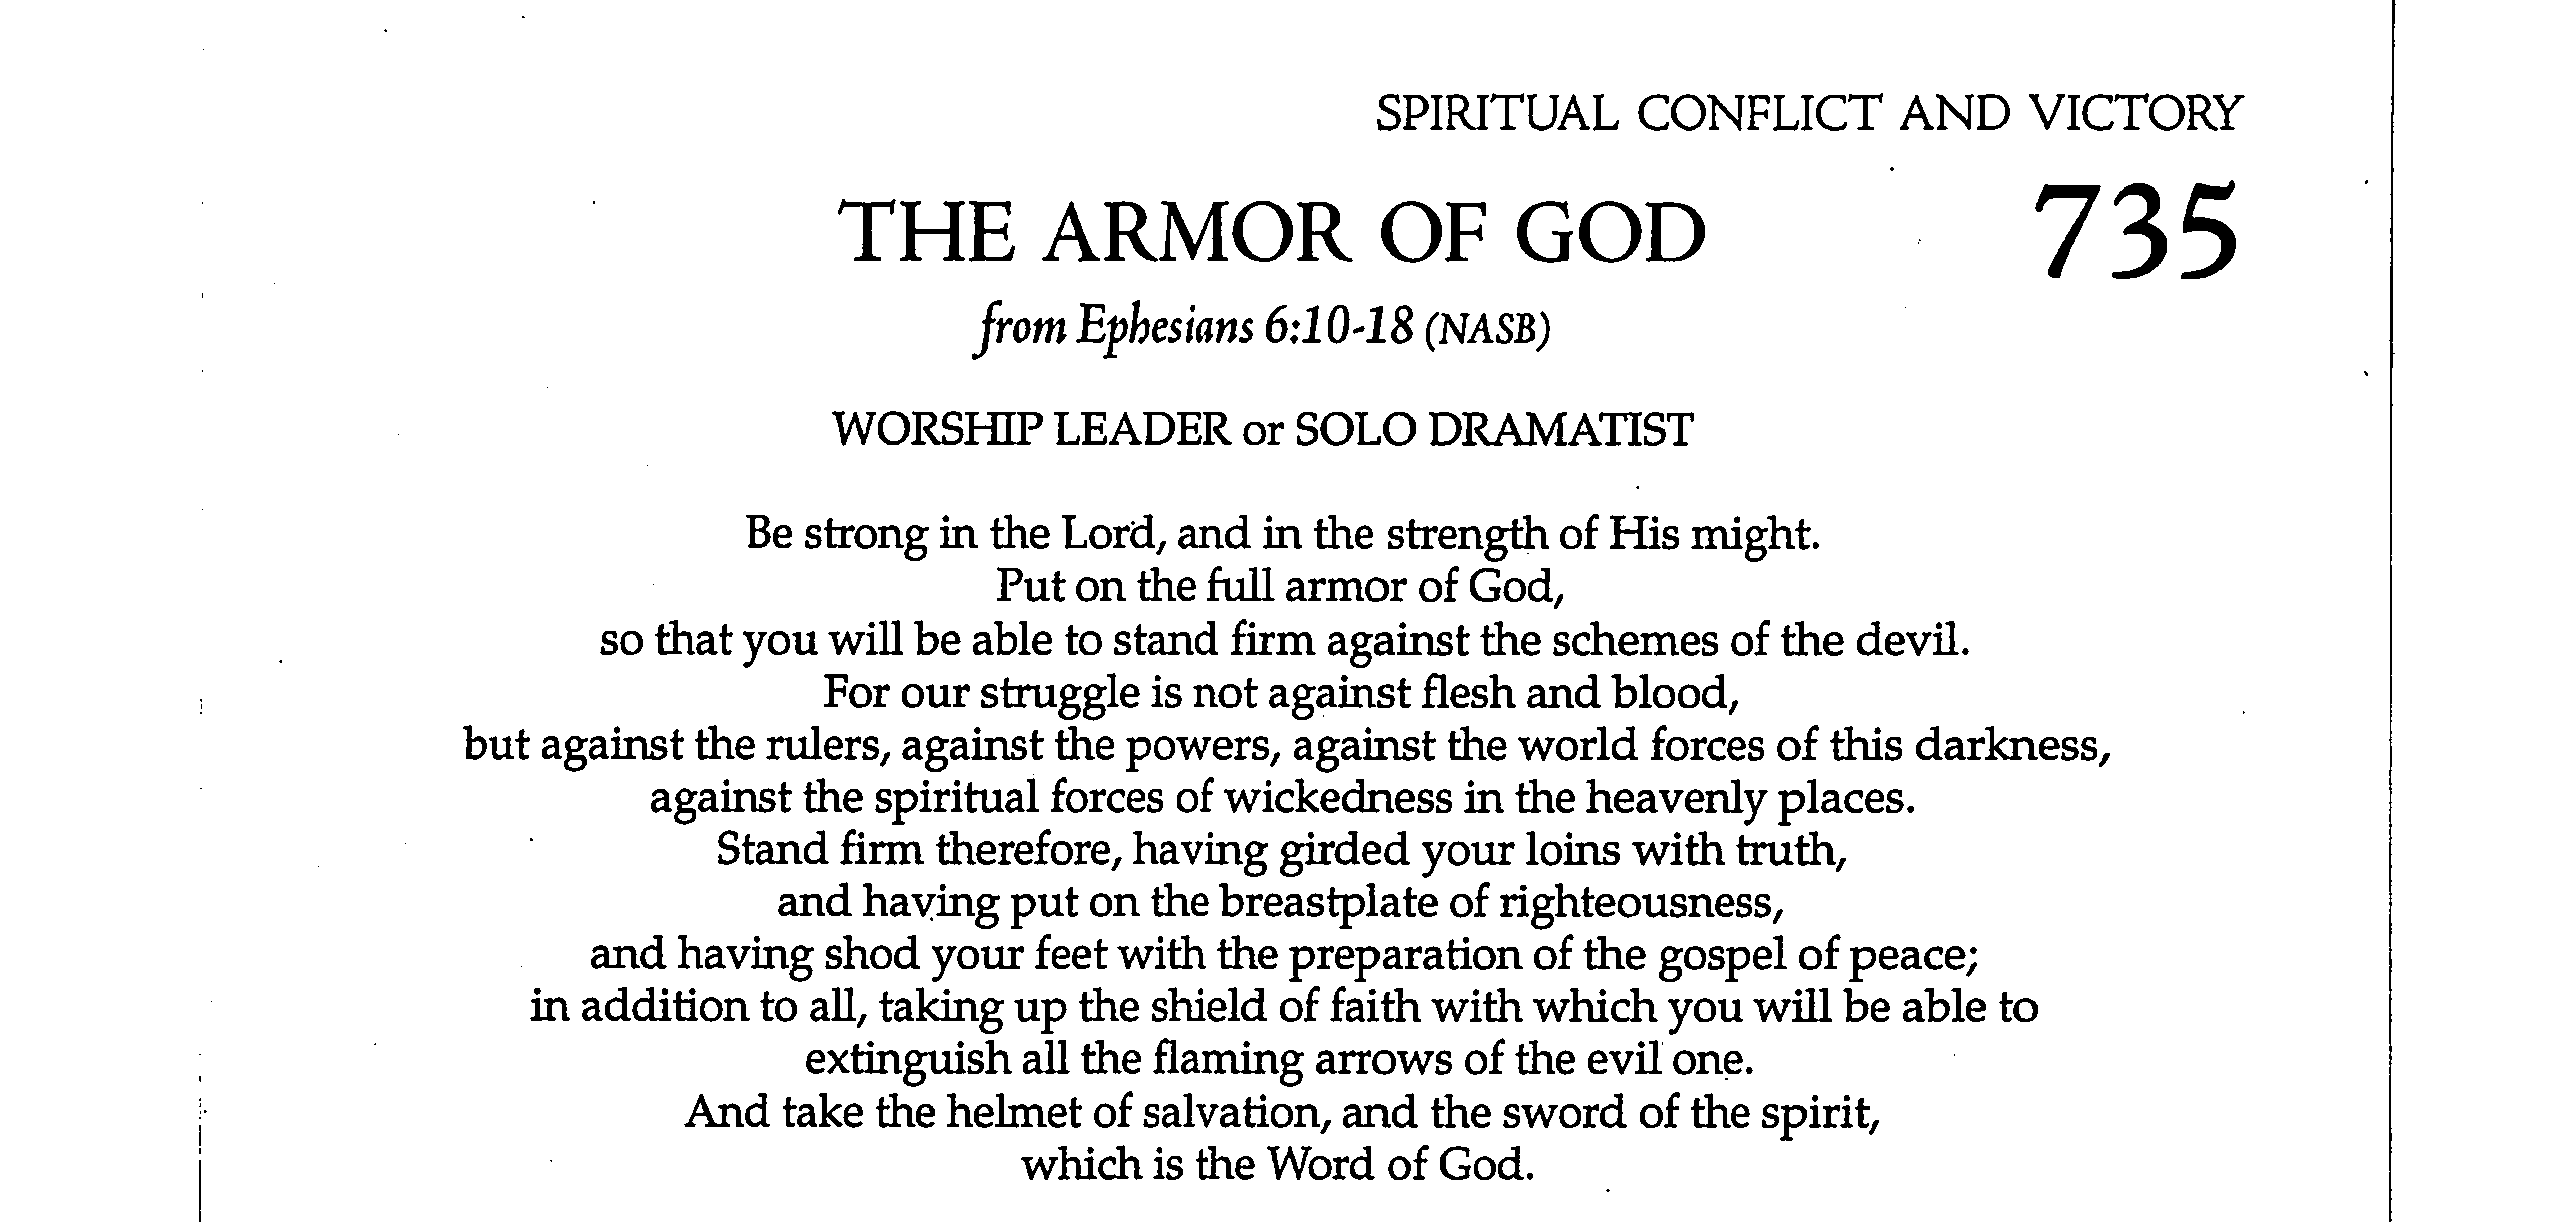 SPIRITUAL CONFLICT AND VICTORY
THE ARMOR OF GOD 735
from Ephesians 6:10-18 (NASB)
WORSHIP LEADER or SOLO DRAMATIST
Be strong in the Lord, and in the strength of His might.
Put on the full armor of God,
so that you will be able to stand firm against the schemes of the devil.
For our struggle is not against flesh and blood,
but against the rulers, against the powers, against the world forces of this darkness,
against the spiritual forces of wickedness in the heavenly places.
Stand firm therefore, having girded your loins with truth,
and having put on the breastplate of righteousness,
and having shod your feet with the preparation of the gospel of peace;
in addition to all, taking up the shield of faith with which you will be able to
extinguish all the flaming arrows of the evil one.
And take the helmet of salvation, and the sword of the spirit,
which is the Word of God.